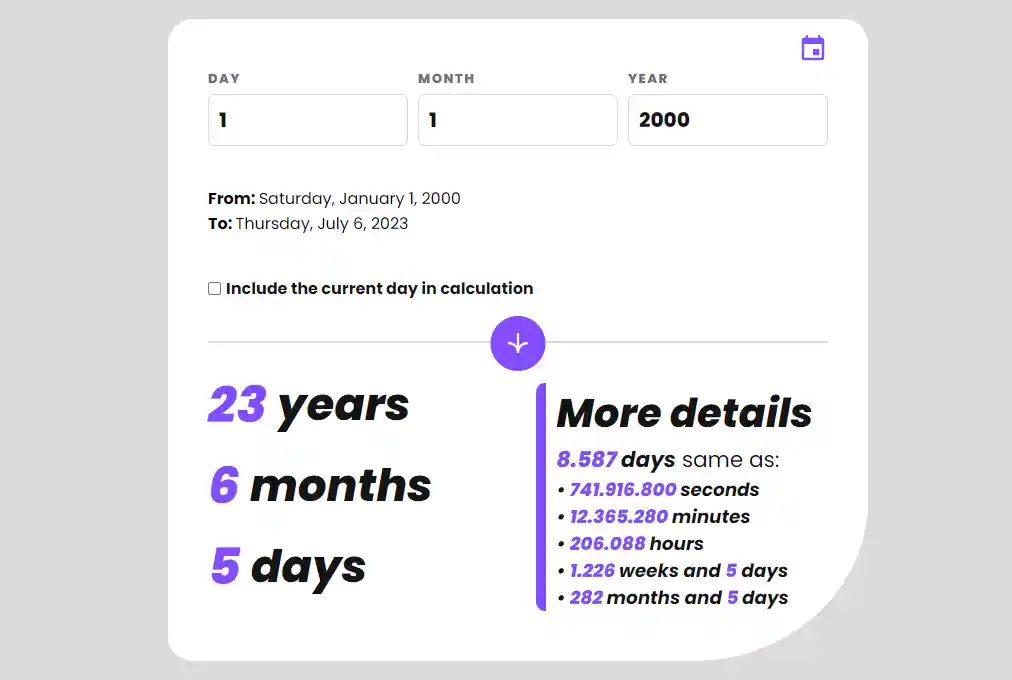 DAY MONTH YEAR
1 1 2000
From: Saturday, January 1, 2000
To: Thursday, July 6, 2023
Include the current day in calculation
23 years
6 months
5 days
More details
8.587 days same as:
• 741.916.800 seconds
• 12.365.280 minutes
• 206.088 hours
• 1.226 weeks and 5 days
• 282 months and 5 days